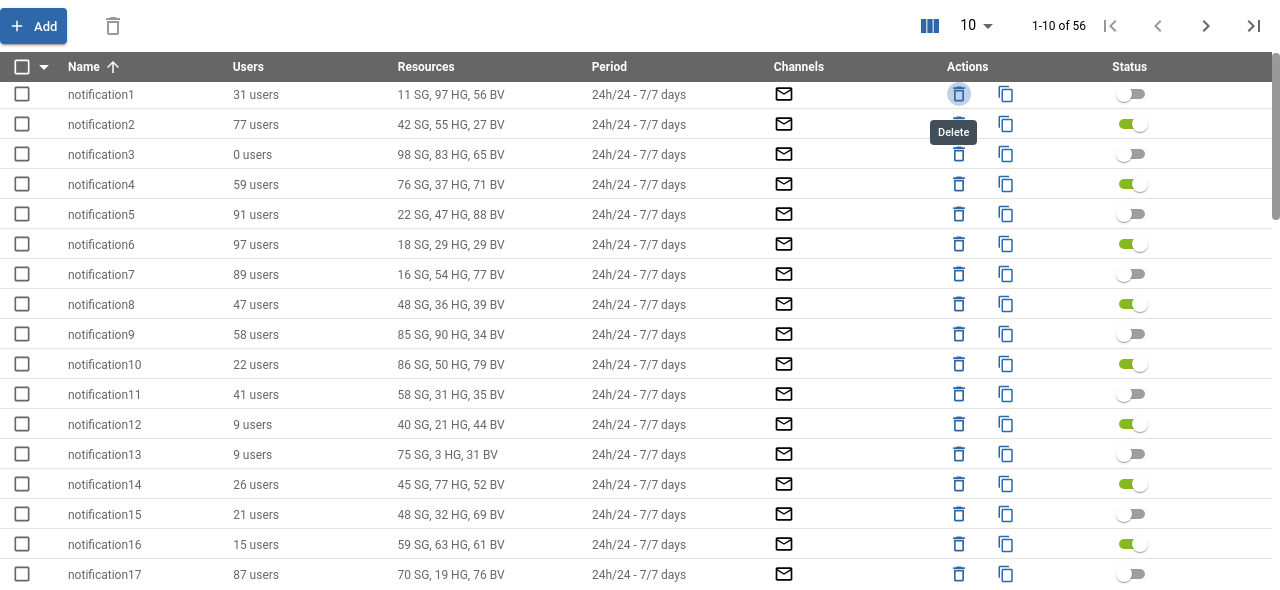 Add 10 1-10 of 56
Name Users Resources Period Channels Actions Status
notification1 31 users 11 SG, 97 HG, 56 BV 24h/24 - 7/7 days
notification2 77 users 42 SG, 55 HG, 27 BV 24h/24 - 7/7 days
Delete
notification3 0 users 98 SG, 83 HG, 65 BV 24h/24 - 7/7 days
notification4 59 users 76 SG, 37 HG, 71 BV 24h/24 - 7/7 days
notification5 91 users 22 SG, 47 HG, 88 BV 24h/24 - 7/7 days
notification6 97 users 18 SG, 29 HG, 29 BV 24h/24 - 7/7 days
notification7 89 users 16 SG, 54 HG, 77 BV 24h/24 - 7/7 days
notification8 47 users 48 SG, 36 HG, 39 BV 24h/24 - 7/7 days
notification9 58 users 85 SG, 90 HG, 34 BV 24h/24 - 7/7 days
notification10 22 users 86 SG, 50 HG, 79 BV 24h/24 - 7/7 days
notification11 41 users 58 SG, 31 HG, 35 BV 24h/24 - 7/7 days
notification12 9 users 40 SG, 21 HG, 44 BV 24h/24 - 7/7 days
notification13 9 users 75 SG, 3 HG, 31 BV 24h/24 - 7/7 days
notification14 26 users 45 SG, 77 HG, 52 BV 24h/24 - 7/7 days
notification15 21 users 48 SG, 32 HG, 69 BV 24h/24 - 7/7 days
notification16 15 users 59 SG, 63 HG, 61 BV 24h/24 - 7/7 days
notification17 87 users 70 SG, 19 HG, 76 BV 24h/24 - 7/7 days